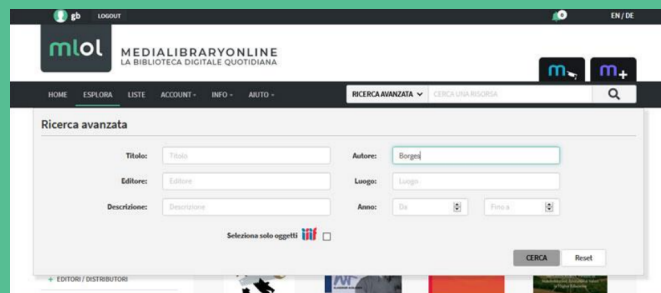 gb LOGOUT 0 EN / DE
mlol MEDIALIBRARYONLINE
LA BIBLIOTECA DIGITALE QUOTIDIANA
m m+
HOME ESPLORA LISTE ACCOUNT INFO AIUTO RICERCA AVANZATA CERCA UNA RISORSA
Ricerca avanzata
Titolo: Titolo Autore: Borges
Editore: Editore Luogo: Luogo
Descrizione: Descrizione Anno: Da Fino a
Seleziona solo oggetti iiif
CERCA Reset
+ EDITORI / DISTRIBUTORI